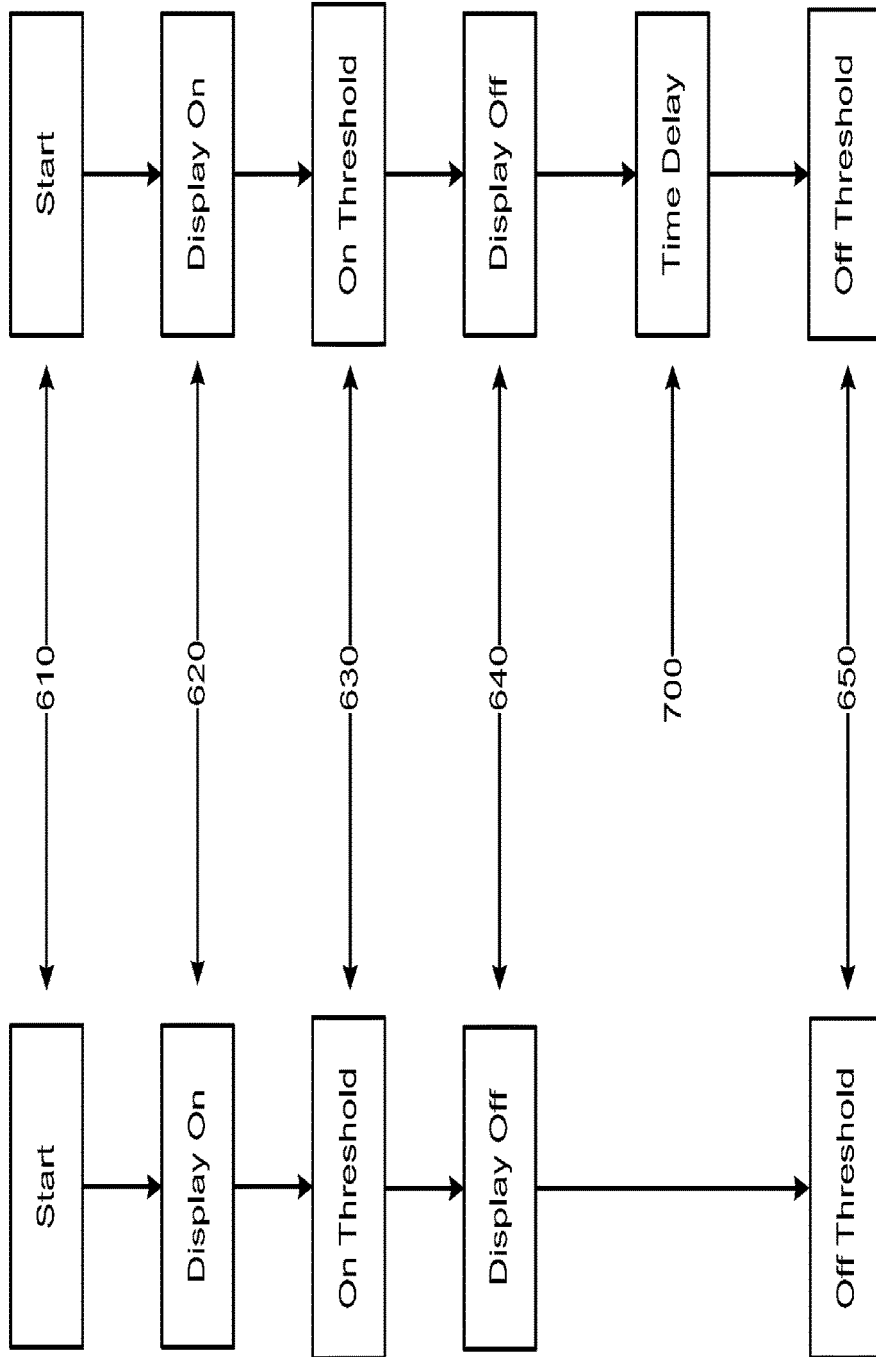 Start
610
Start
Display On
620
Display On
On Threshold
630
On Threshold
Display Off
640
Display Off
700
Time Delay
Off Threshold
650
Off Threshold